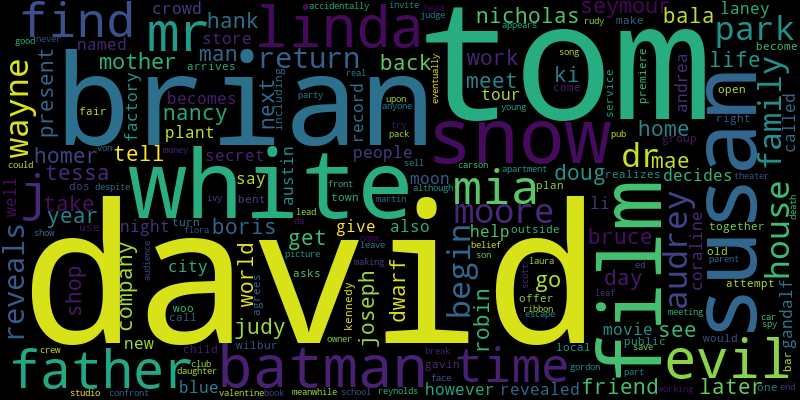 find
crowd
hank
mr
named
store
linda
accidentally
head
judge
invite
rudy
never
good
song
appears
make
nicholas
seymour
bala
laney
become
park
wayne
present
mother
man
return
arrives
back
tom
eventually
meet
work
ki
tour
come
young
service
premiere
andrea
life
open
called
brian
factory
becomes
nancy
plant
fair
next
including
real
party
upon
anyone
try
pack
record
snow
pub
home
group
right
family
homer
tessa
tell
secret
people
austin
money
von
could
sell
carson
apartment
although
mia
plan
doug
dr
mae
realizes
decides
theater
susan
j
well
take
dos
despite
white
say
moon
front
town
martin
li
year
use
night
bent
ivy
boris
turn
flora
lead
da
give
also
name
leave
picture
get
moore
help
outside
belief
son
begin
bruce
day
audrey
coraline
together
old
parent
death
house
reveals
show
shop
company
david
city
woo
call
audience
agrees
world
asks
making
kennedy
joseph
dwarf
laura
go
scott
offer
ribbon
escape
robin
ed
leaf
film
movie
see
public
meeting
would
attempt
car
spy
gandalf
judy
owner
new
crew
father
child
club
daughter
studio
confront
wilbur
blue
batman
valentine
book
meanwhile
school
break
gavin
face
reynolds
time
however
revealed
local
gordon
save
part
friend
evil
working
later
one
bar
end